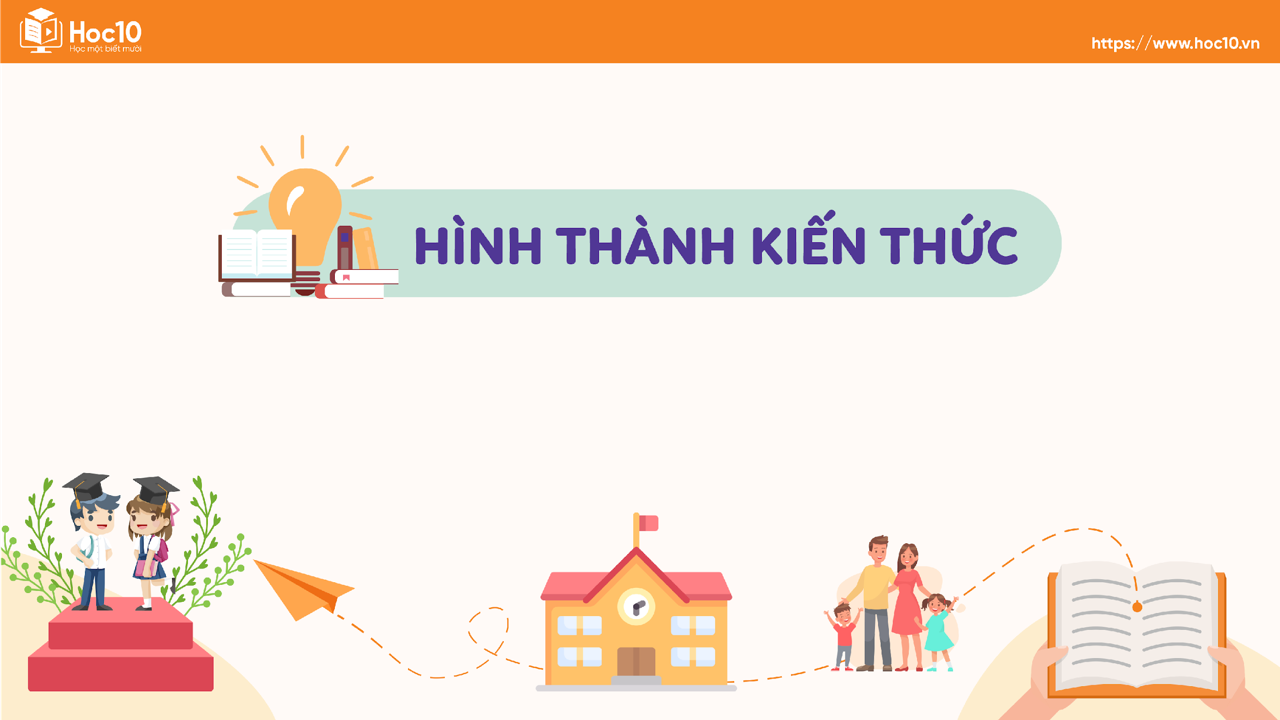 Hoc10
Học một biết mười
https://www.hoc10.vn
HÌNH THÀNH KIẾN THỨC